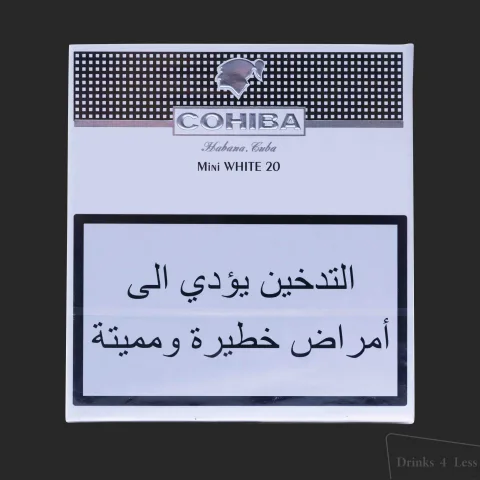 COHIBA
Habana, Cuba
Mini WHITE 20
التدخين يؤدي الى
أمراض خطيرة ومميتة
Drinks 4 Less